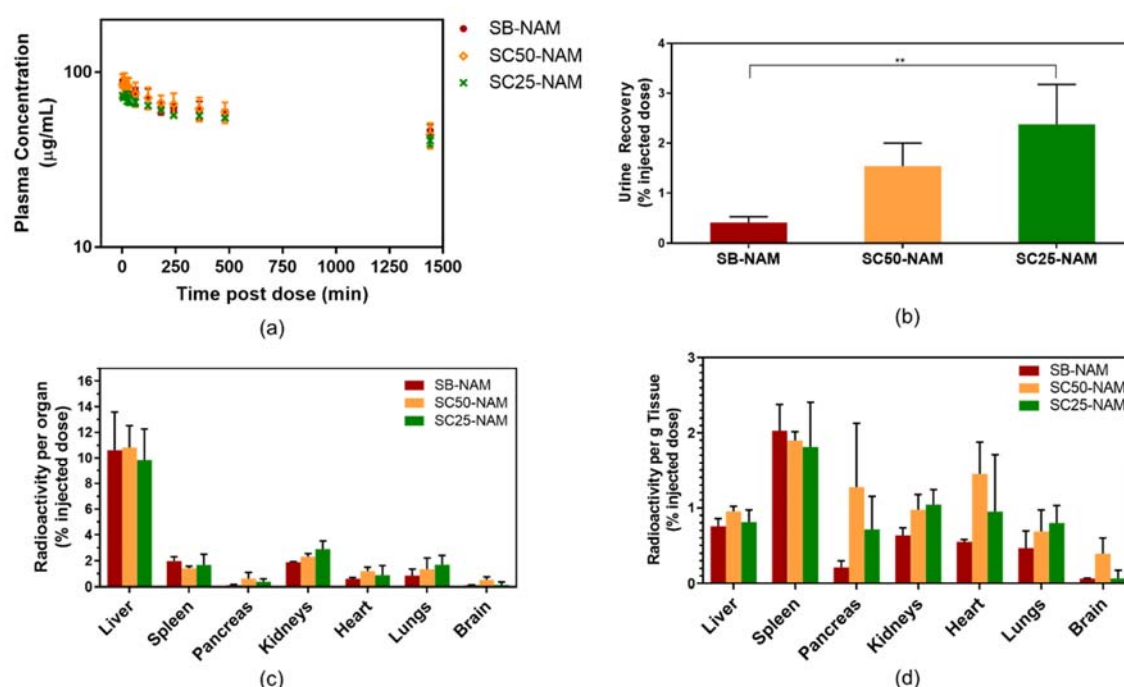 SB-NAM
SC50-NAM
SC25-NAM
100
10
Plasma Concentration
(µg/mL)
0 250 500 750 1000 1250 1500
Time post dose (min)
(a)
4
3
2
1
0
Urine Recovery
(% injected dose)
**
SB-NAM SC50-NAM SC25-NAM
(b)
16
14
12
10
8
6
4
2
0
Radioactivity per organ
(% injected dose)
SB-NAM
SC50-NAM
SC25-NAM
Liver Spleen Pancreas Kidneys Heart Lungs Brain
(c)
3
2
1
0
Radioactivity per g Tissue
(% injected dose)
SB-NAM
SC50-NAM
SC25-NAM
Liver Spleen Pancreas Kidneys Heart Lungs Brain
(d)